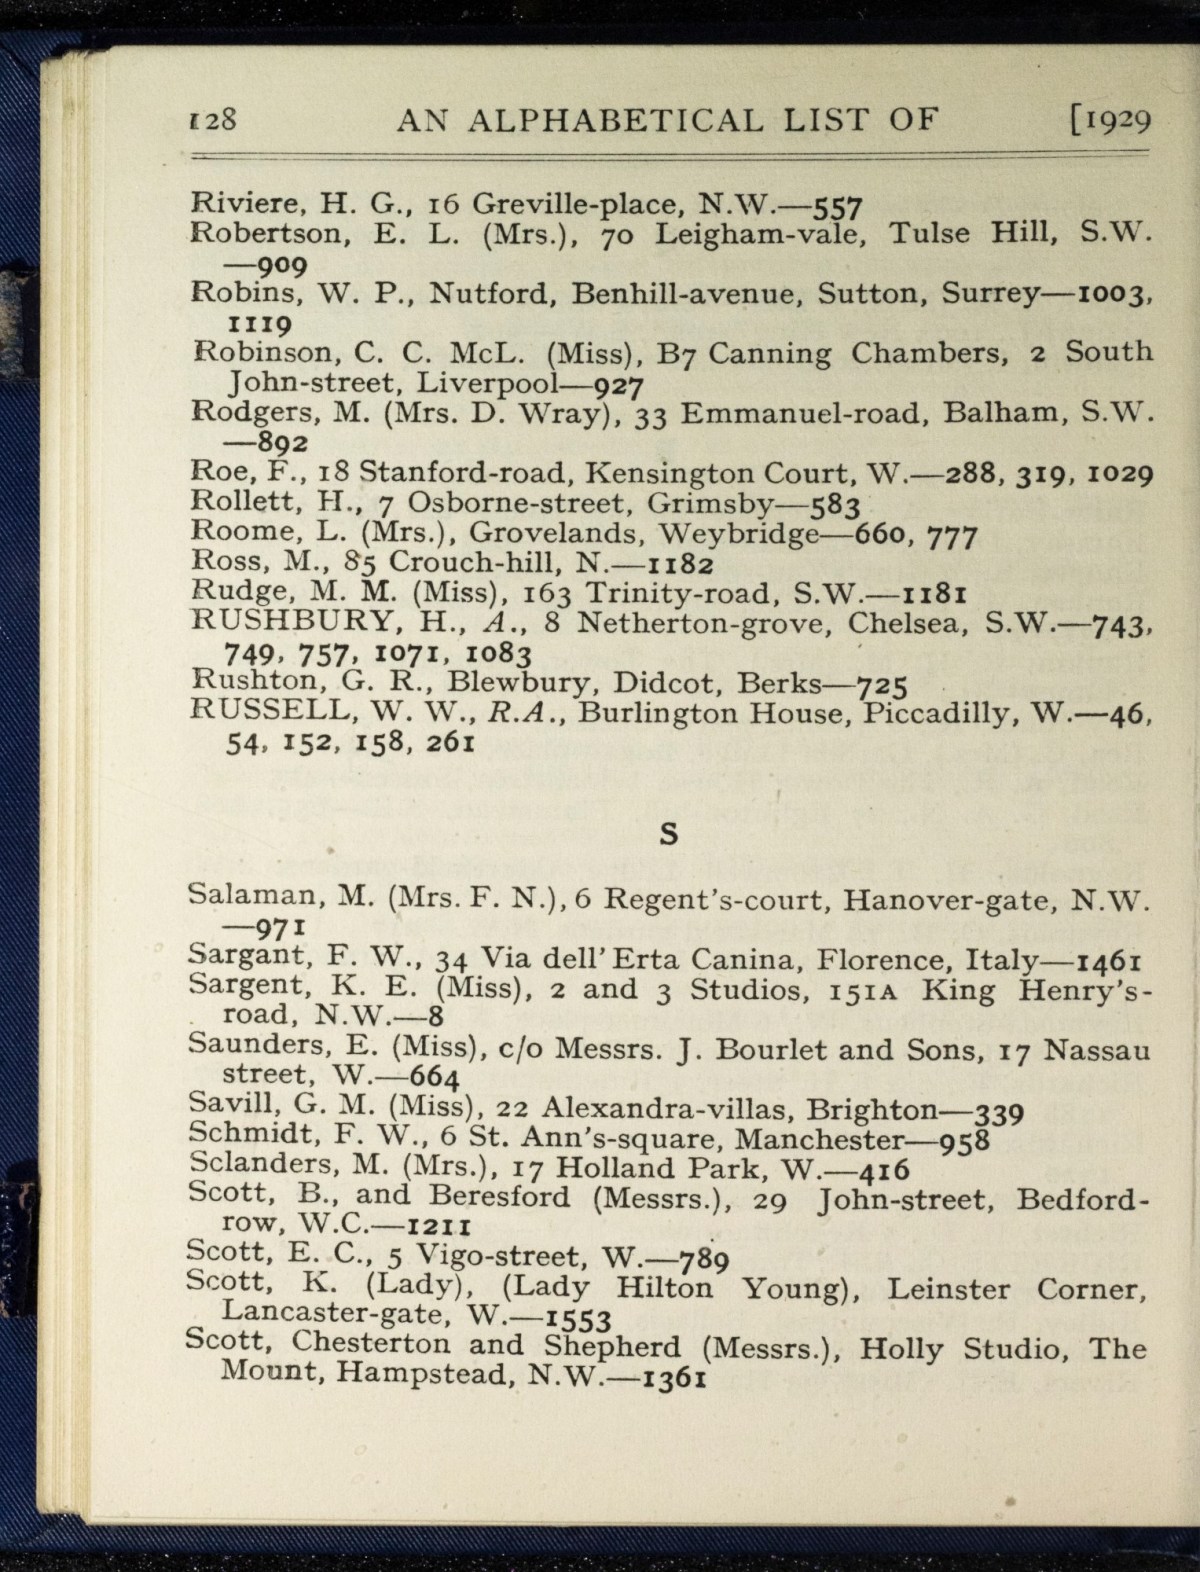 128 AN ALPHABETICAL LIST OF [1929
Riviere, H. G., 16 Greville-place, N.W.—557
Robertson, E. L. (Mrs.), 70 Leigham-vale, Tulse Hill, S.W.
—909
Robins, W. P., Nutford, Benhill-avenue, Sutton, Surrey—1003,
1119
Robinson, C. C. McL. (Miss), B7 Canning Chambers, 2 South
John-street, Liverpool—927
Rodgers, M. (Mrs. D. Wray), 33 Emmanuel-road, Balham, S.W.
—892
Roe, F., 18 Stanford-road, Kensington Court, W.—288, 319, 1029
Rollett, H., 7 Osborne-street, Grimsby—583
Roome, L. (Mrs.), Grovelands, Weybridge—660, 777
Ross, M., 85 Crouch-hill, N.—1182
Rudge, M. M. (Miss), 163 Trinity-road, S.W.—1181
RUSHBURY, H., A., 8 Netherton-grove, Chelsea, S.W.—743,
749, 757, 1071, 1083
Rushton, G. R., Blewbury, Didcot, Berks—725
RUSSELL, W. W., R.A., Burlington House, Piccadilly, W.—46,
54, 152, 158, 261
S
Salaman, M. (Mrs. F. N.), 6 Regent's-court, Hanover-gate, N.W.
—971
Sargant, F. W., 34 Via dell' Erta Canina, Florence, Italy—1461
Sargent, K. E. (Miss), 2 and 3 Studios, 151A King Henry's-
road, N.W.—8
Saunders, E. (Miss), c/o Messrs. J. Bourlet and Sons, 17 Nassau
street, W.—664
Savill, G. M. (Miss), 22 Alexandra-villas, Brighton—339
Schmidt, F. W., 6 St. Ann's-square, Manchester—958
Sclanders, M. (Mrs.), 17 Holland Park, W.—416
Scott, B., and Beresford (Messrs.), 29 John-street, Bedford-
row, W.C.—1211
Scott, E. C., 5 Vigo-street, W.—789
Scott, K. (Lady), (Lady Hilton Young), Leinster Corner,
Lancaster-gate, W.—1553
Scott, Chesterton and Shepherd (Messrs.), Holly Studio, The
Mount, Hampstead, N.W.—1361